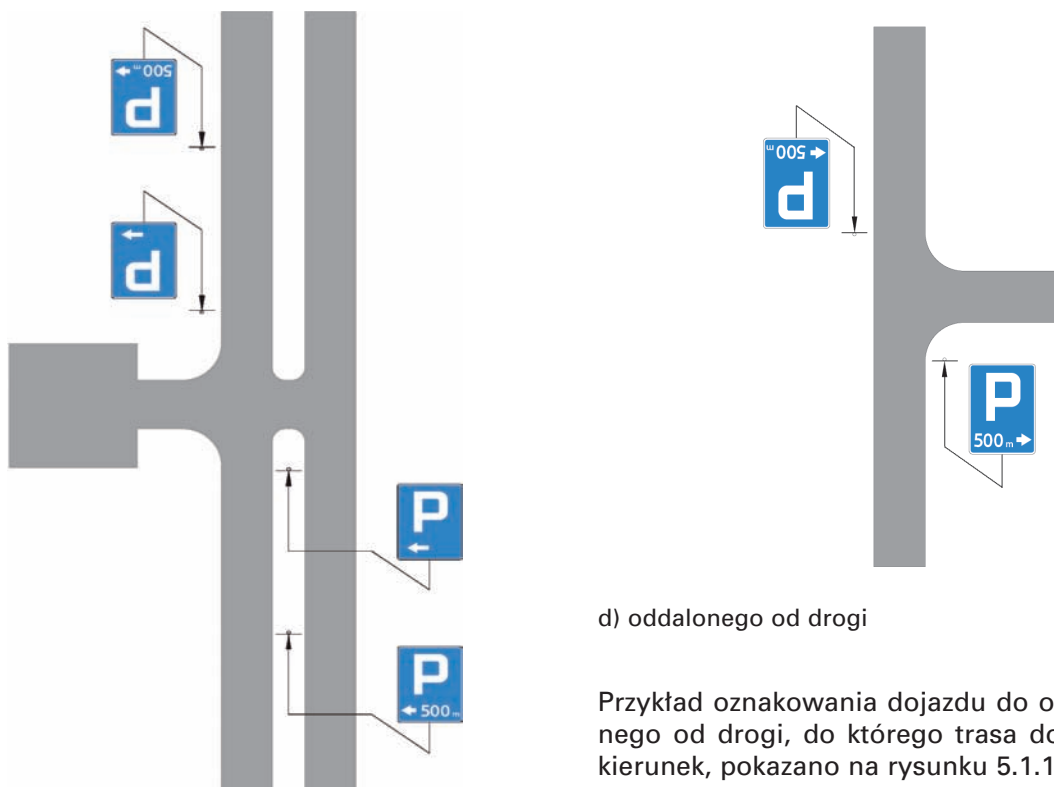 ← 500 m
P
←
P
P
←
P
← 500 m
500 m →
P
P
500 m →
d) oddalonego od drogi
Przykład oznakowania dojazdu do o
nego od drogi, do którego trasa do
kierunek, pokazano na rysunku 5.1.1